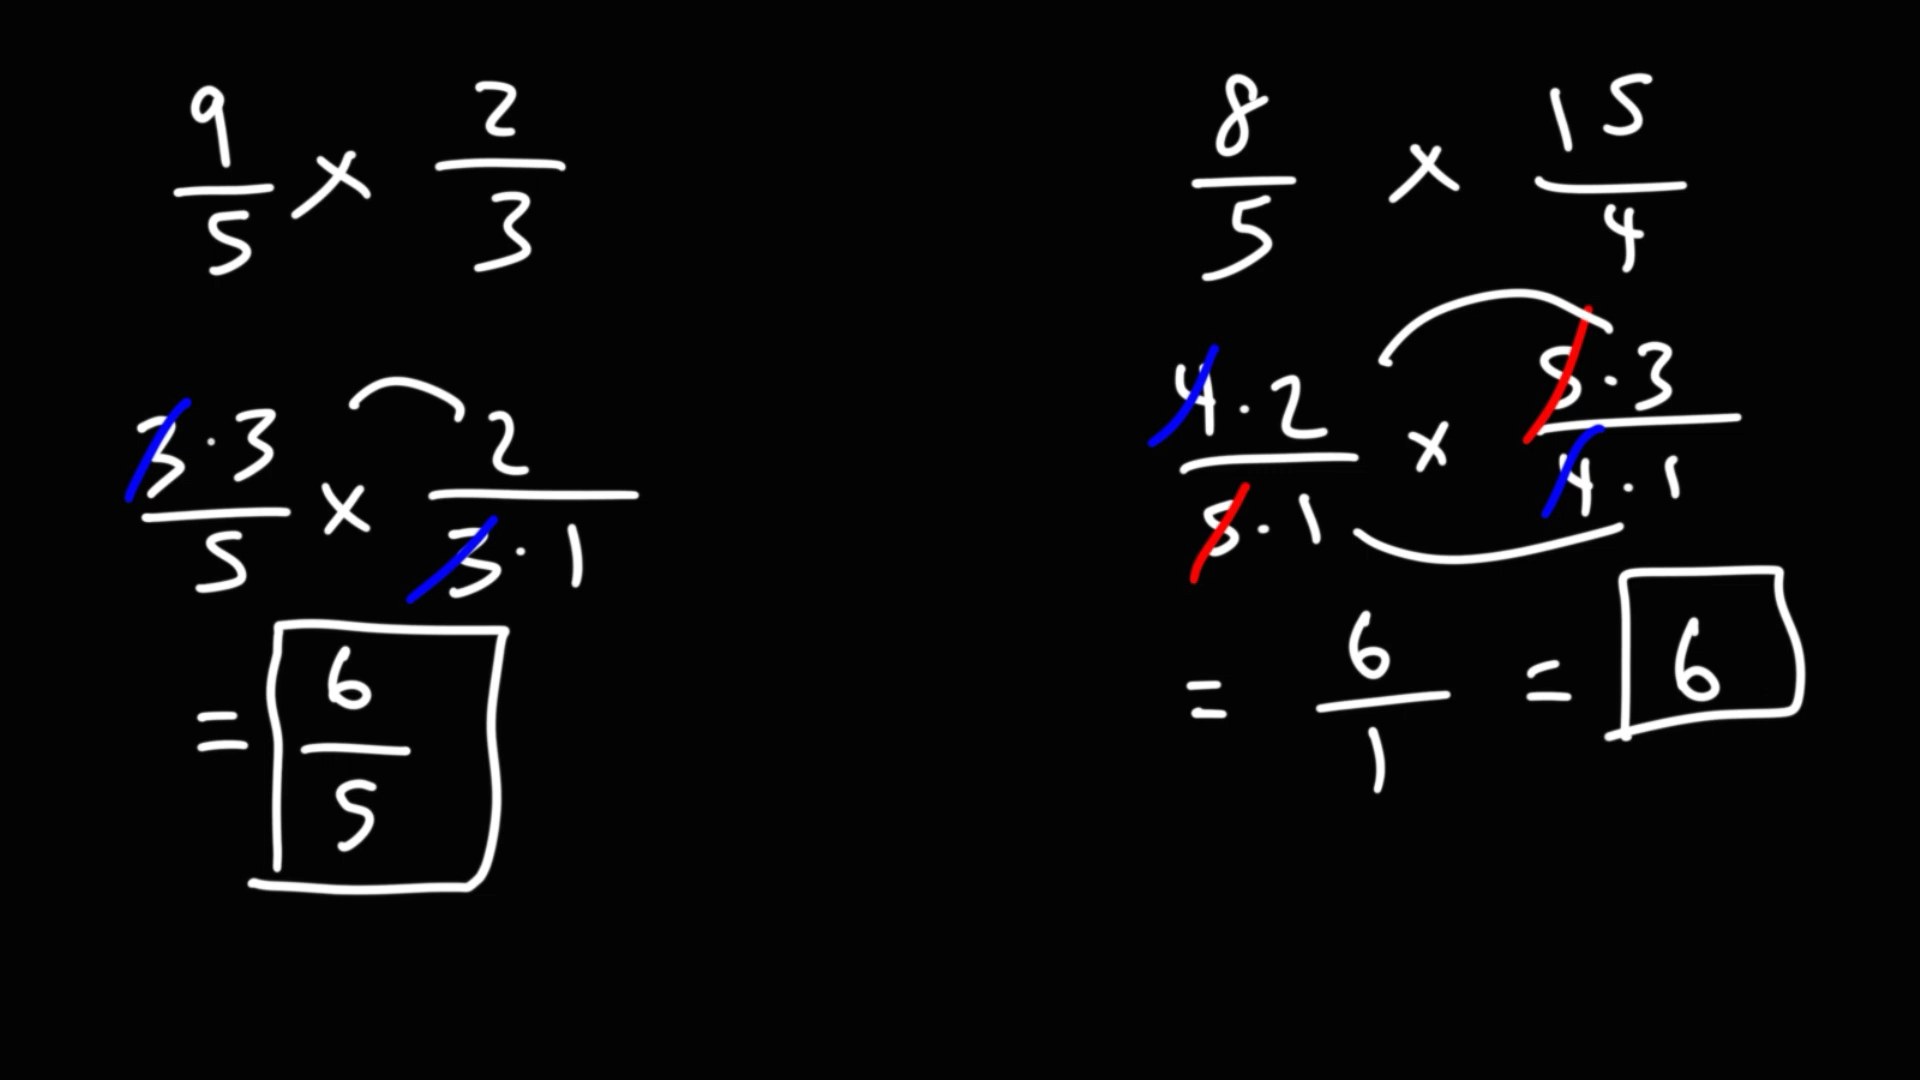 9/5 x 2/3
3·3/5 x 2/3·1
= 6/5
8/5 x 15/4
4·2/5·1 x 5·3/4·1
= 6/1 = 6